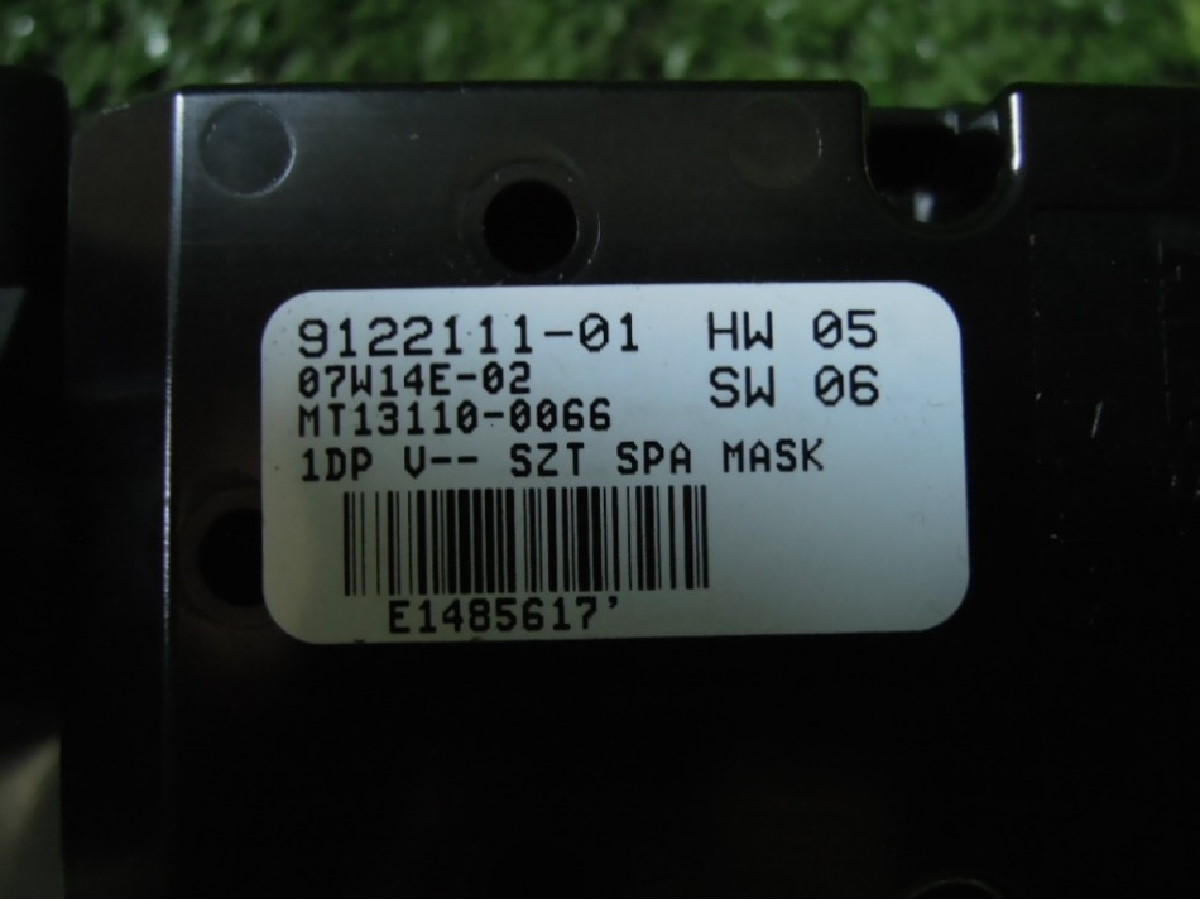 9122111-01 HW 05
07W14E-02 SW 06
MT13110-0066
1DP V-- SZT SPA MASK
E1485617'